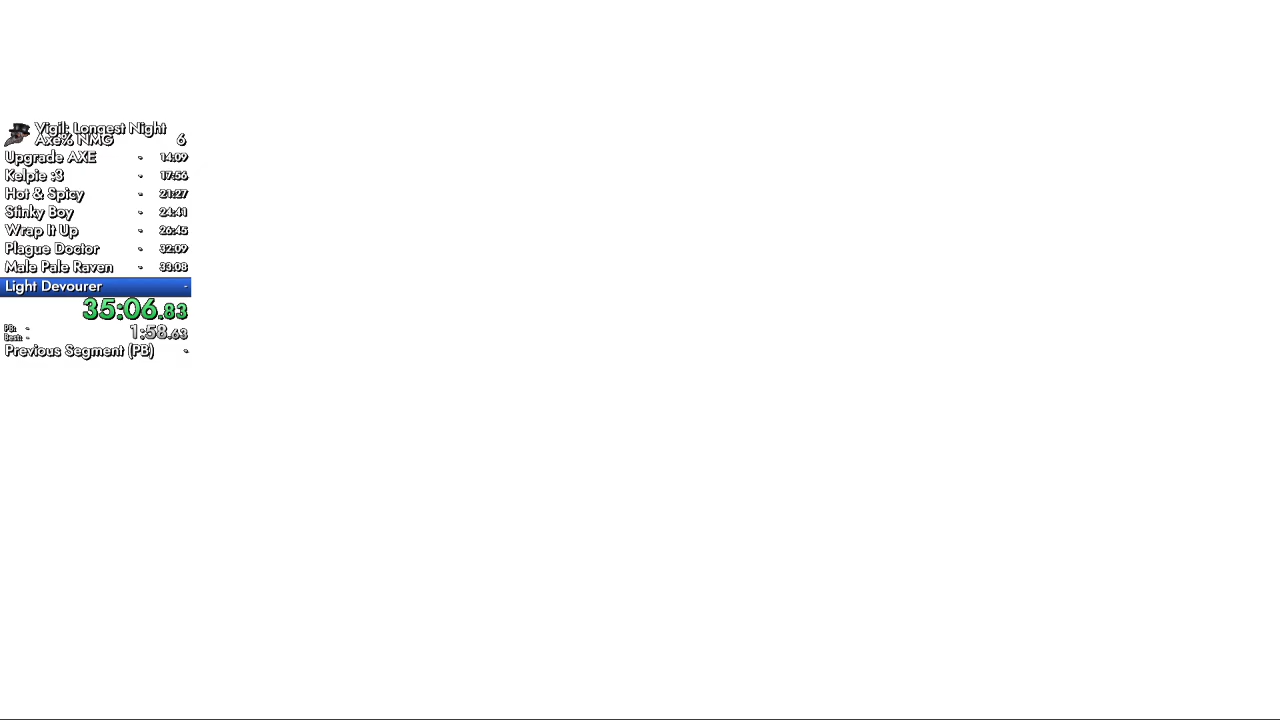 Vigil: Longest Night
Axe% NMG 6
Upgrade AXE - 14:09
Kelpie :3 - 17:56
Hot & Spicy - 21:27
Stinky Boy - 24:41
Wrap It Up - 26:45
Plague Doctor - 32:09
Male Pale Raven - 33:08
Light Devourer -
35:06.83
PB: - 1:58.63
Best: -
Previous Segment (PB) -